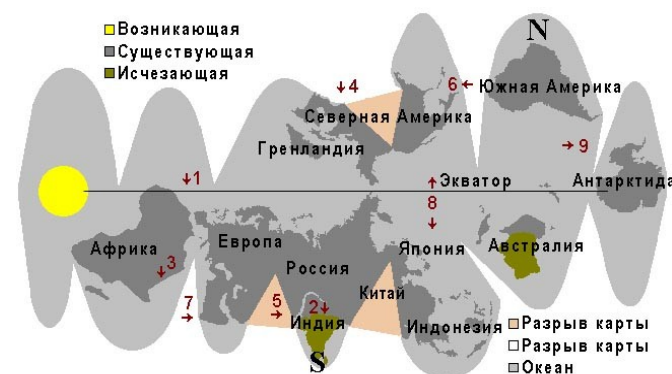 Возникающая
Существующая
Исчезающая
N
4
6
Южная Америка
Северная Америка
Гренландия
9
1
Экватор
Антарктида
8
Африка
Европа
Япония
Австралия
3
Россия
7
5
2
Китай
Индия
Индонезия
S
Разрыв карты
Разрыв карты
Океан